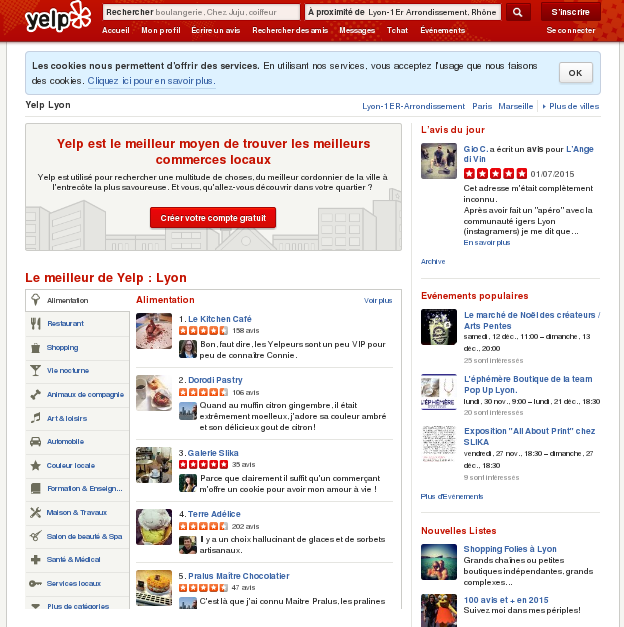 yelp
Rechercher boulangerie, Chez Juju, coiffeur
À proximité de Lyon-1Er Arrondissement, Rhône
S'inscrire
Accueil Mon profil Écrire un avis Recherche des amis Messages Tchat Événements Se connecter
Les cookies nous permettent d'offrir des services. En utilisant nos services, vous acceptez l'usage que nous faisons
des cookies. Cliquez ici pour en savoir plus.
OK
Yelp Lyon
Lyon-1ER-Arrondissement Paris Marseille Plus de villes
Yelp est le meilleur moyen de trouver les meilleurs
commerces locaux
Yelp est utilisé pour rechercher une multitude de choses, du meilleur cordonnier de la ville à
l'entrecôte la plus savoureuse. Et vous, qu'allez-vous découvrir dans votre quartier ?
Créer votre compte gratuit
Le meilleur de Yelp : Lyon
Alimentation
Restaurant
Shopping
Vie nocturne
Animaux de compagnie
Art & loisirs
Automobile
Couleur locale
Formation & Enseign...
Maison & Travaux
Salon de beauté & Spa
Santé & Médical
Services locaux
Plus de catégories
Alimentation
Voir plus
1. Le Kitchen Café
158 avis
Bon, faut dire, les Yelpeurs sont un peu VIP pour
peu de connaître Connie.
2. Dorodi Pastry
106 avis
Quand au muffin citron gingembre, il était
extrêmement moelleux, j'adore sa couleur ambré
et son délicieux gout de citron!
3. Galerie Slika
35 avis
Parce que clairement il suffit qu'un commerçant
m'offre un cookie pour avoir mon amour à vie !
4. Terre Adélice
202 avis
Il y a un choix hallucinant de glaces et de sorbets
artisanaux.
5. Pralus Maître Chocolatier
47 avis
C'est là que j'ai connu Maitre Pralus, les pralines
L'avis du jour
Gio C. a écrit un avis pour L'Ange
di Vin
01/07/2015
Cet adresse m'était complètement
inconnu.
Après avoir fait un "apéro" avec la
communauté igers Lyon
(instagramers) je me dit que...
En savoir plus
Archive
Evénements populaires
Le marché de Noël des créateurs /
Arts Pentes
samedi, 12 déc., 11:00 – dimanche, 13
déc., 20:00
25 sont intéressés
L'éphémère Boutique de la team
Pop Up Lyon.
lundi, 30 nov., 9:00 – lundi, 21 déc., 18:30
20 sont intéressés
Exposition "All About Print" chez
SLIKA
vendredi, 27 nov., 18:30 – dimanche, 27
déc., 18:30
9 sont intéressés
Plus d'Événements
Nouvelles Listes
Shopping Folies à Lyon
Grands chaînes ou petites
boutiques indépendantes, grands
complexes...
100 avis et + en 2015
Suivez moi dans mes périples!